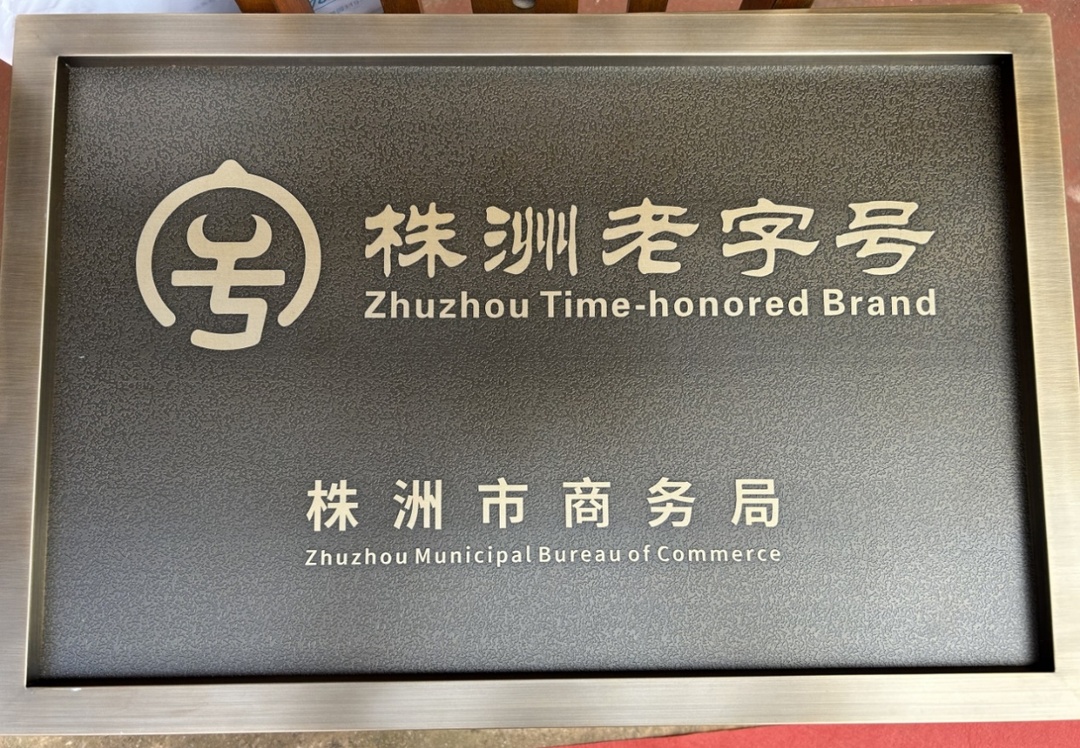 株洲老字号
Zhuzhou Time-honored Brand
株洲市商务局
Zhuzhou Municipal Bureau of Commerce